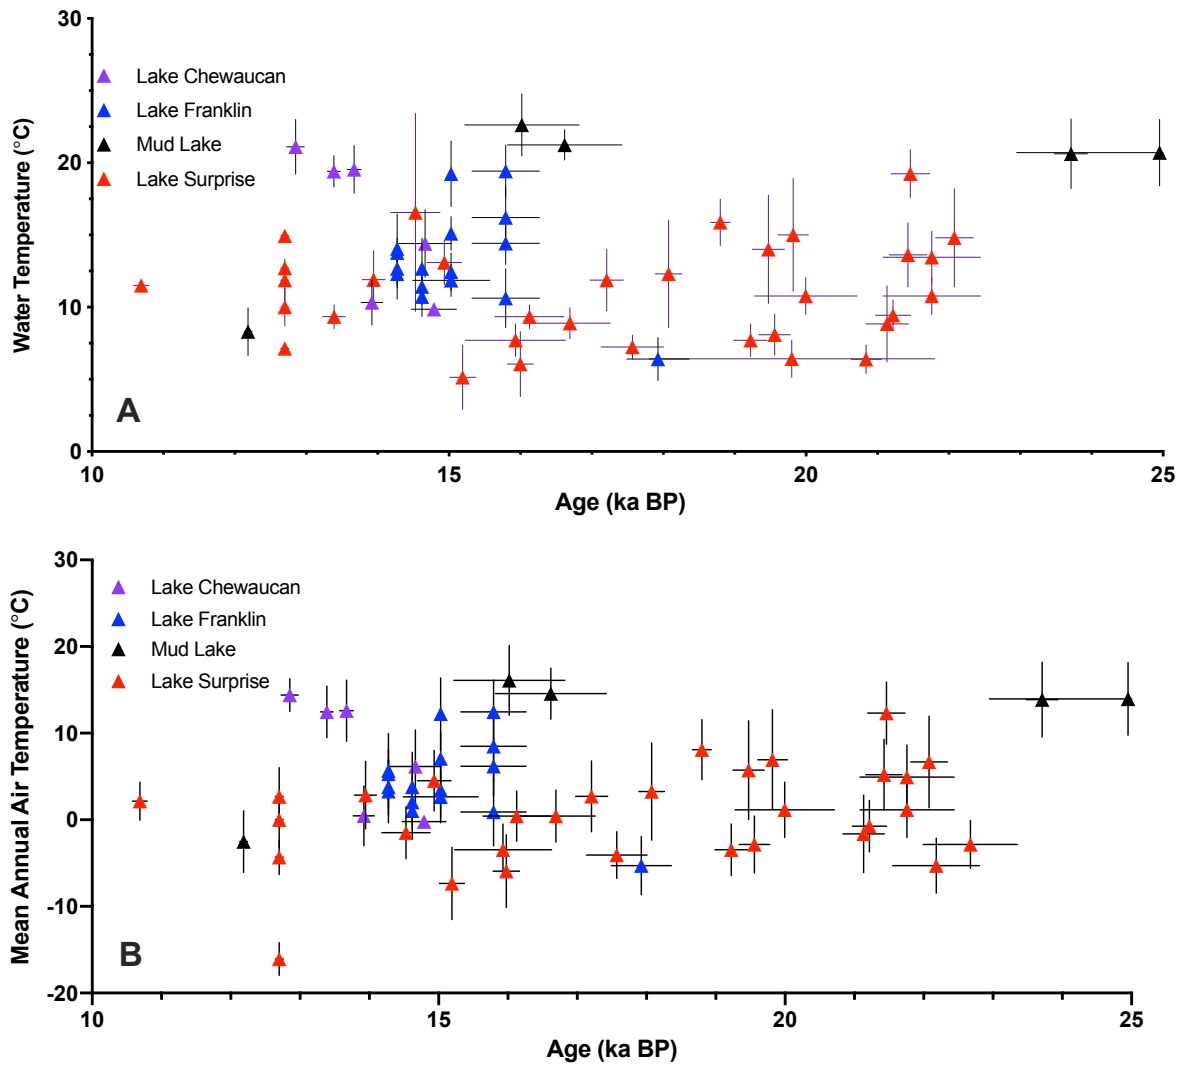 30
20
10
0
Water Temperature (°C)
Lake Chewaucan
Lake Franklin
Mud Lake
Lake Surprise
A
10
15
20
25
Age (ka BP)
30
20
10
0
-10
-20
Mean Annual Air Temperature (°C)
Lake Chewaucan
Lake Franklin
Mud Lake
Lake Surprise
B
10
15
20
25
Age (ka BP)